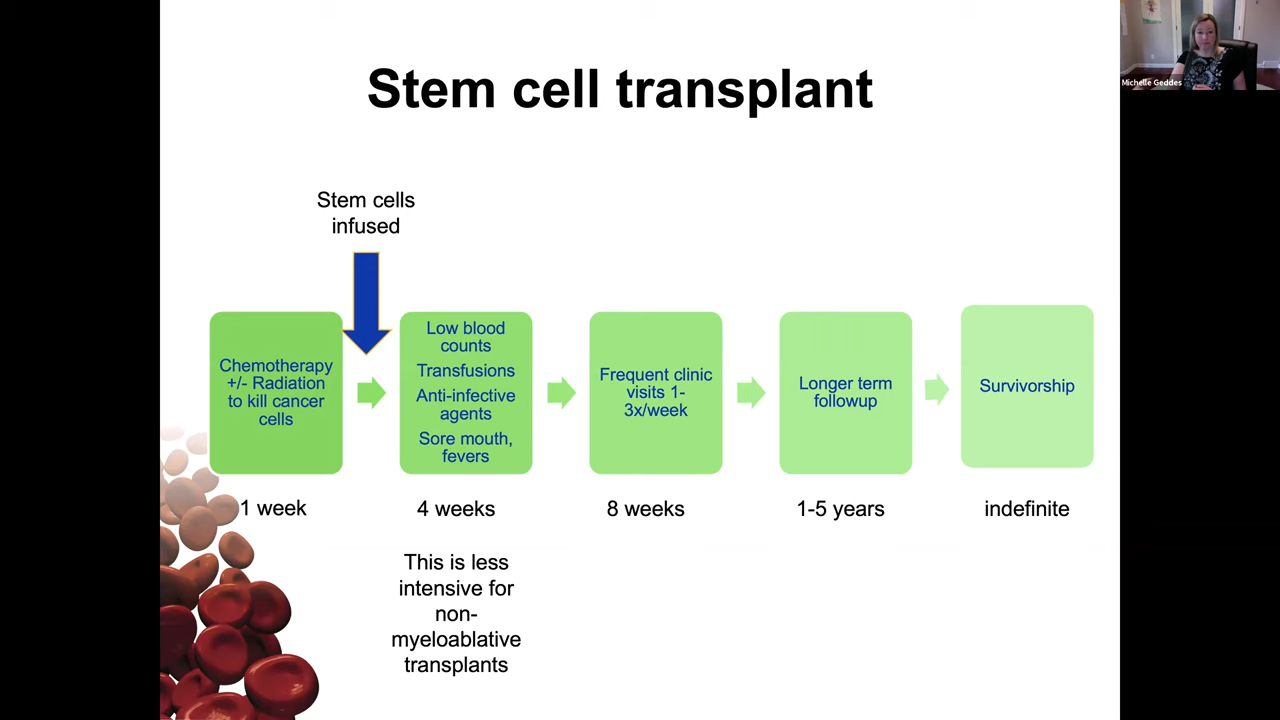 Stem cell transplant
Michelle Geddes
Stem cells
infused
Chemotherapy
+/- Radiation
to kill cancer
cells
Low blood
counts
Transfusions
Anti-infective
agents
Sore mouth,
fevers
Frequent clinic
visits 1-
3x/week
Longer term
followup
Survivorship
1 week
4 weeks
8 weeks
1-5 years
indefinite
This is less
intensive for
non-
myeloablative
transplants